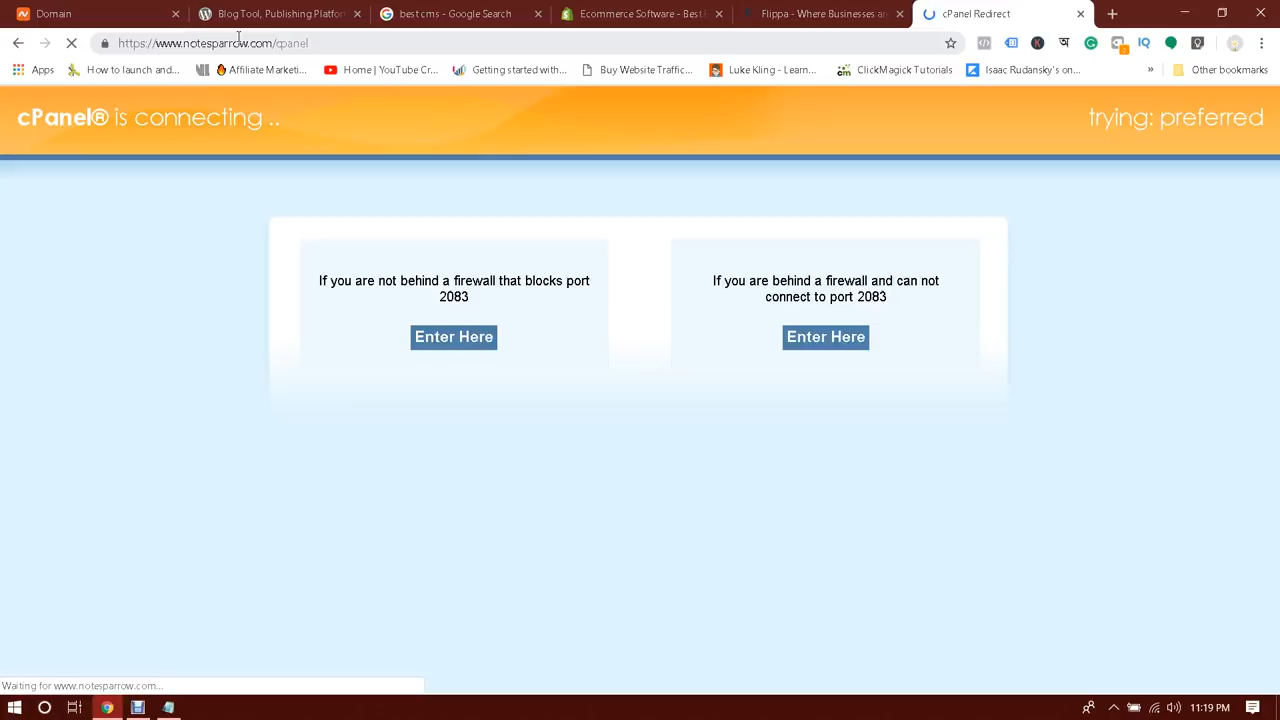 Domain
Blog Tool, Publishing Platfor
best cms - Google Search
Ecommerce Software - Best
Flippa - Where Businesses are
cPanel Redirect
https://www.notesparrow.com/cpanel
Apps
How to launch and...
Affiliate Marketi...
Home | YouTube Cr...
Getting started with...
Buy Website Traffic...
Luke Kling - Learn...
ClickMagick Tutorials
Isaac Rudansky's on...
»
Other bookmarks
cPanel® is connecting ..
trying: preferred
If you are not behind a firewall that blocks port
2083
Enter Here
If you are behind a firewall and can not
connect to port 2083
Enter Here
Waiting for www.notesparrow.com...
11:19 PM